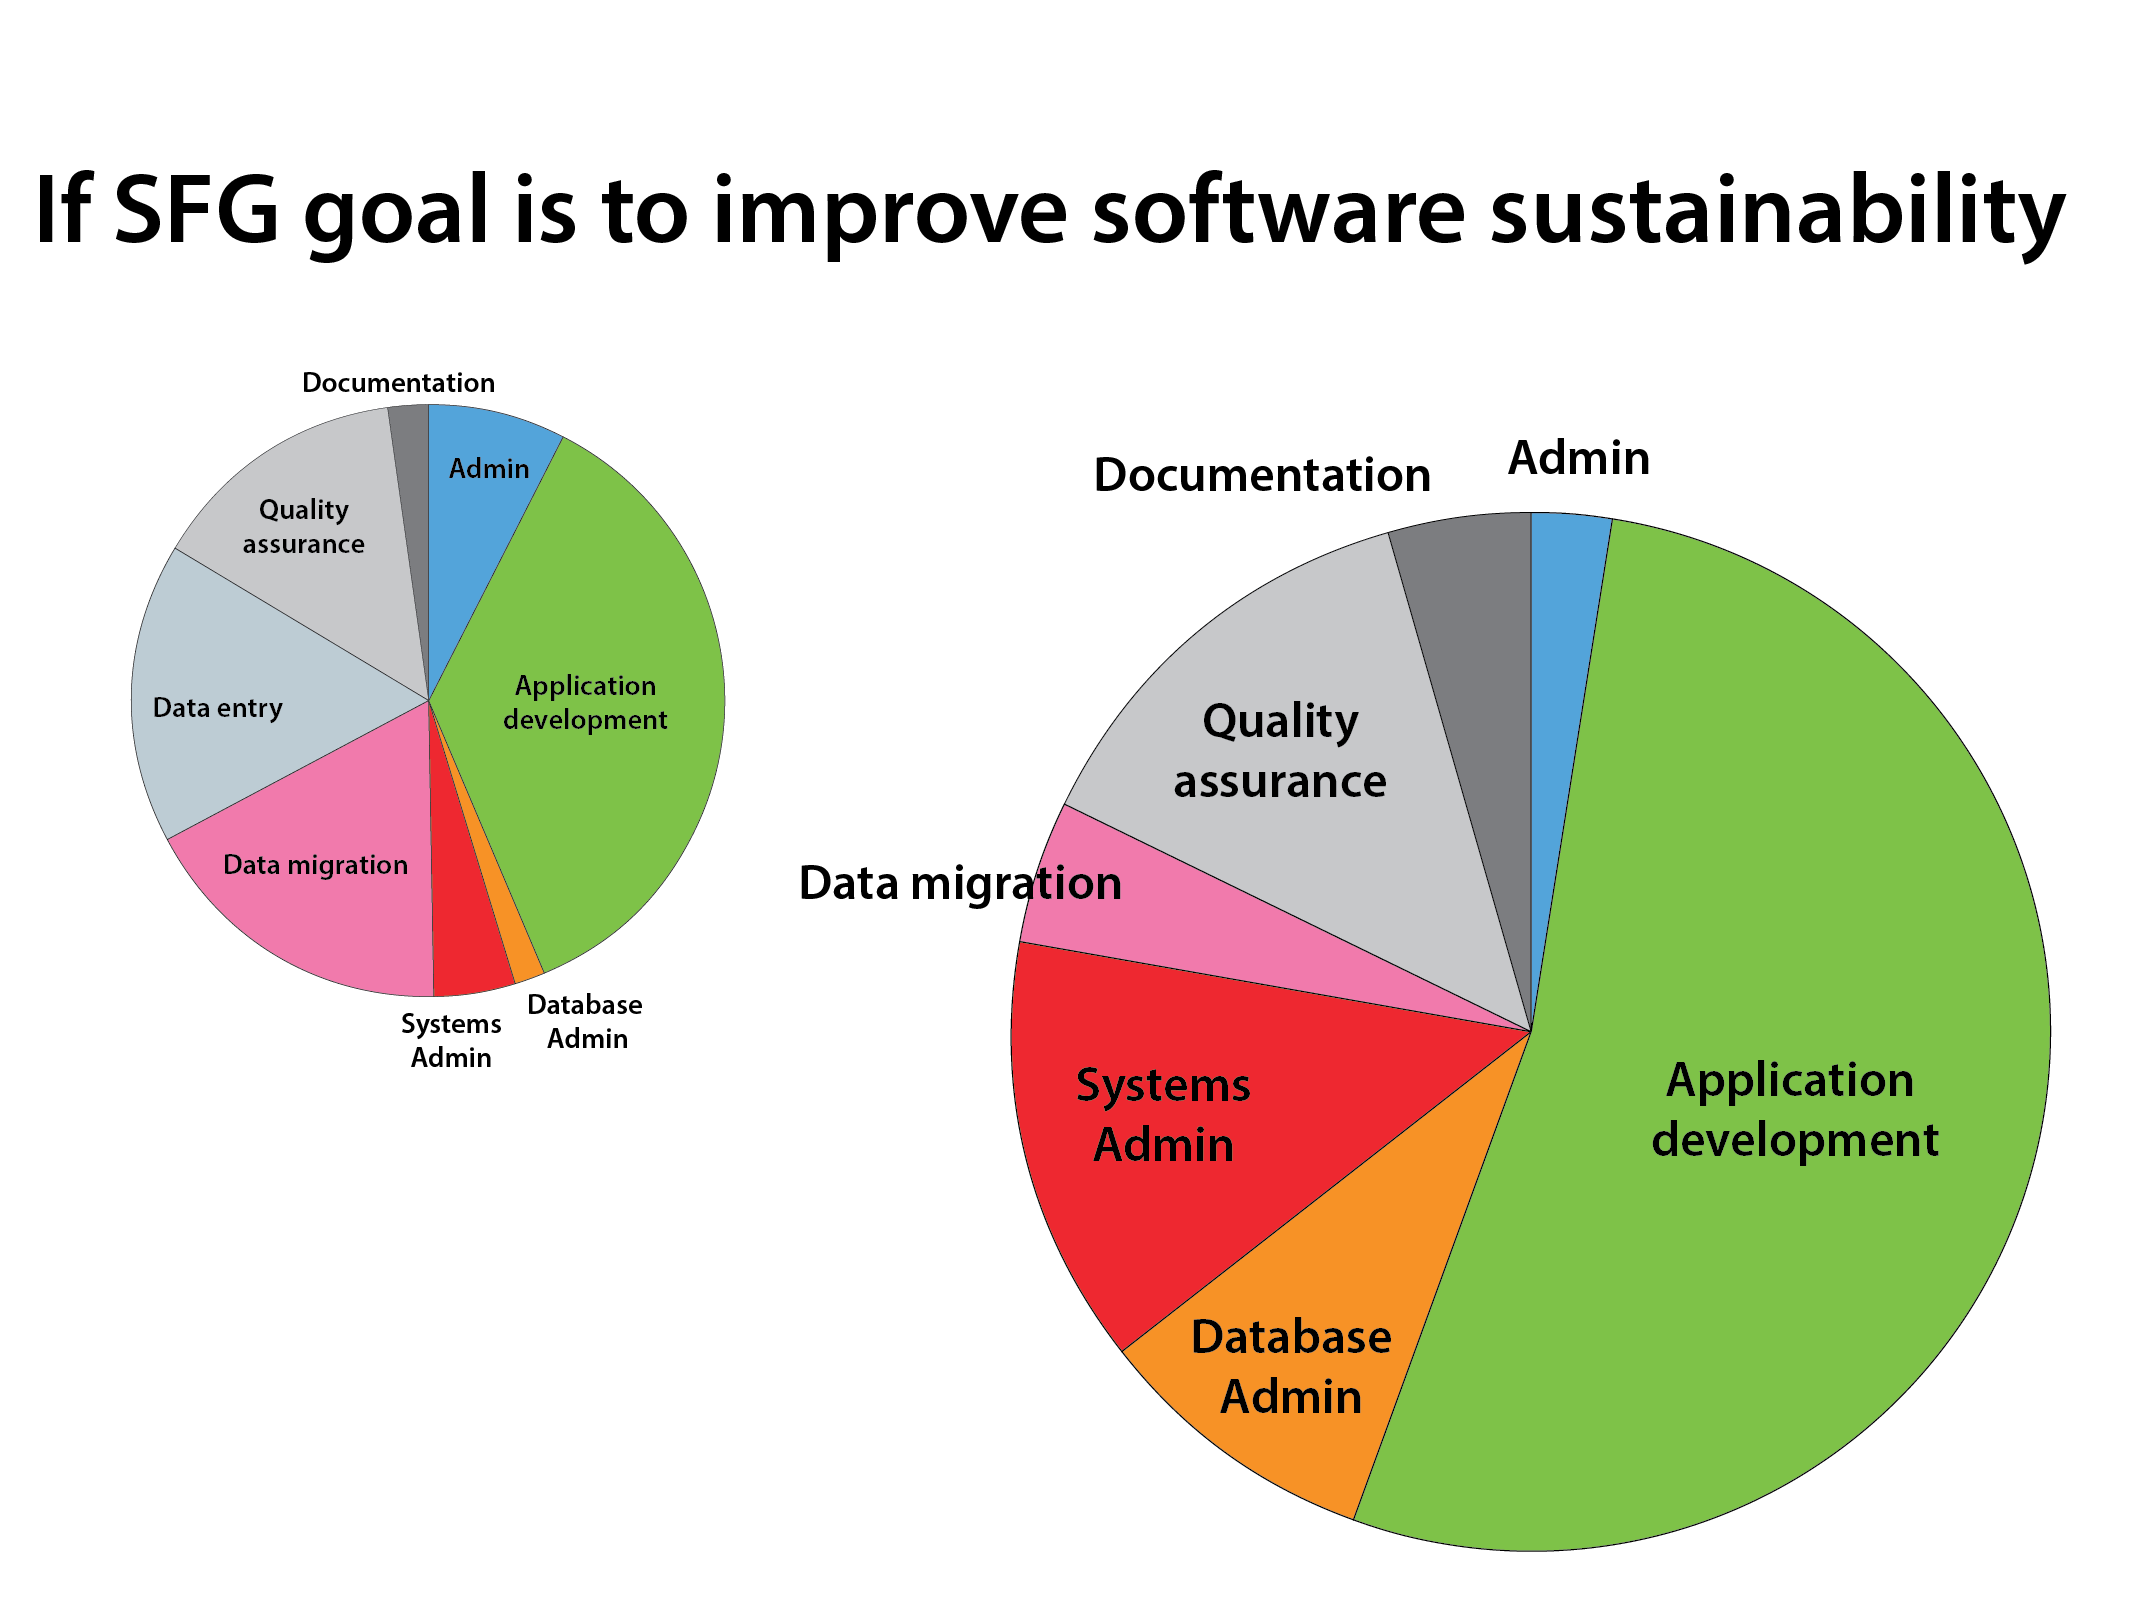 If SFG goal is to improve software sustainability
Documentation
Admin
Quality
assurance
Application
development
Data entry
Data migration
Systems
Admin
Database
Admin
Documentation
Admin
Quality
assurance
Data migration
Systems
Admin
Application
development
Database
Admin